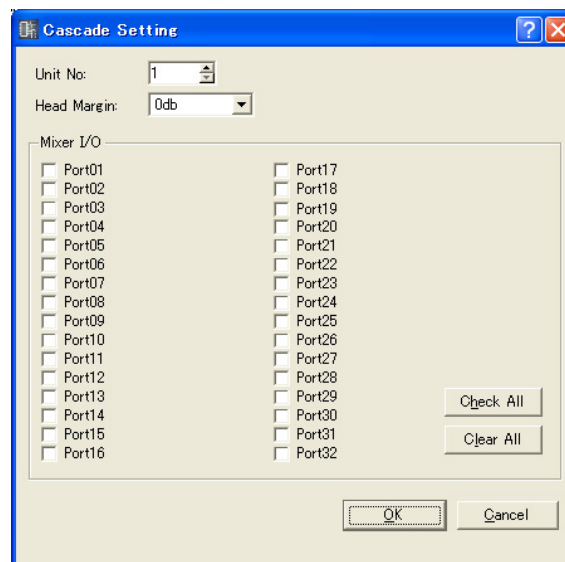 Cascade Setting
Unit No: 1
Head Margin: 0db
Mixer I/O
Port01 Port17
Port02 Port18
Port03 Port19
Port04 Port20
Port05 Port21
Port06 Port22
Port07 Port23
Port08 Port24
Port09 Port25
Port10 Port26
Port11 Port27
Port12 Port28
Port13 Port29
Port14 Port30
Port15 Port31
Port16 Port32
Check All
Clear All
OK Cancel